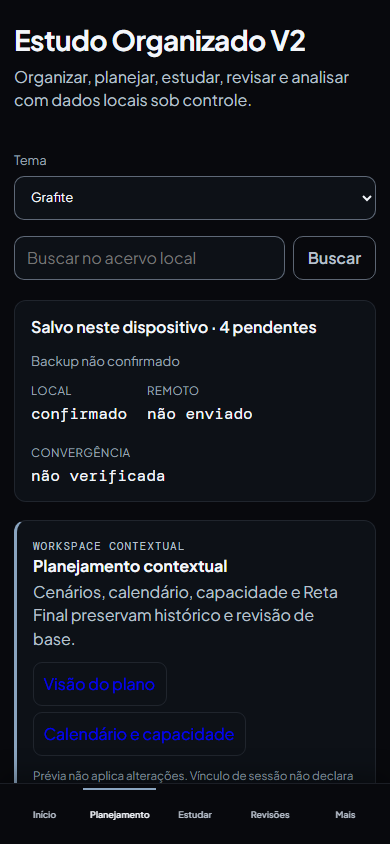 Estudo Organizado V2
Organizar, planejar, estudar, revisar e analisar
com dados locais sob controle.
Tema
Grafite
Buscar no acervo local
Buscar
Salvo neste dispositivo · 4 pendentes
Backup não confirmado
LOCAL
REMOTO
confirmado
não enviado
CONVERGÊNCIA
não verificada
WORKSPACE CONTEXTUAL
Planejamento contextual
Cenários, calendário, capacidade e Reta
Final preservam histórico e revisão de
base.
Visão do plano
Calendário e capacidade
Prévia não aplica alterações. Vínculo de sessão não declara
Início
Planejamento
Estudar
Revisões
Mais